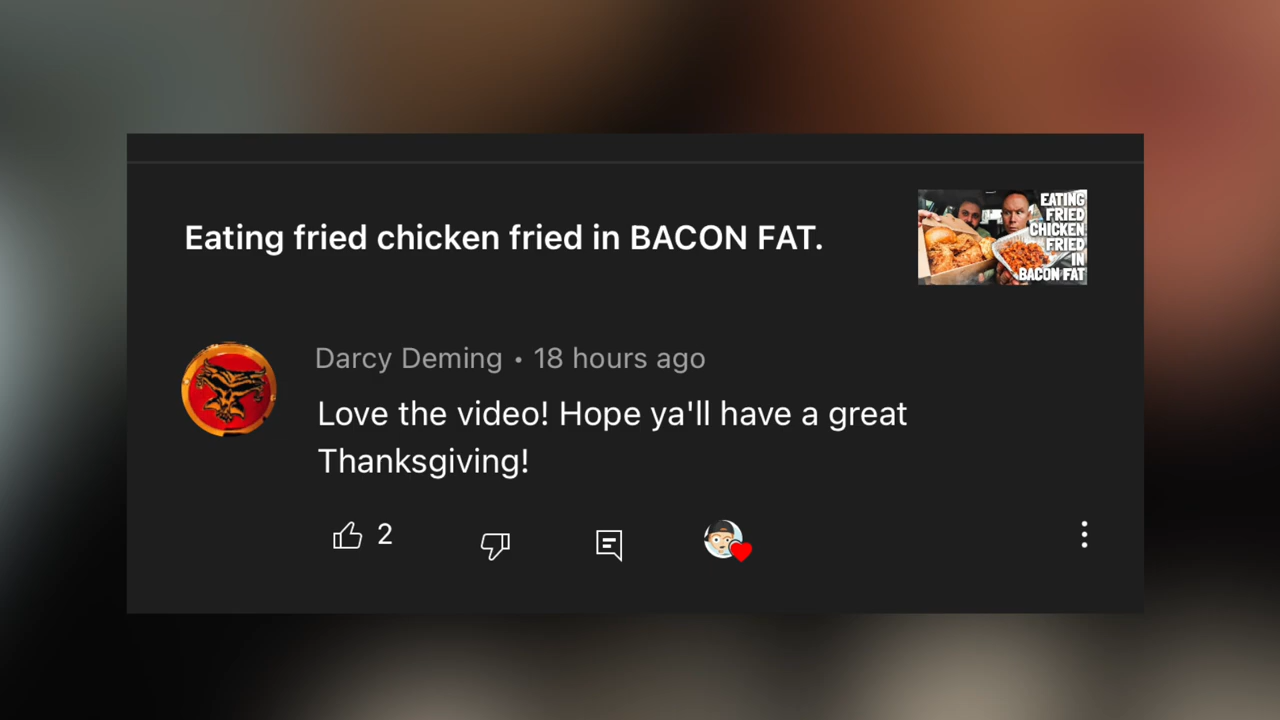 Eating fried chicken fried in BACON FAT.
EATING
FRIED
CHICKEN
FRIED
IN
BACON FAT
Darcy Deming • 18 hours ago
Love the video! Hope ya'll have a great
Thanksgiving!
2